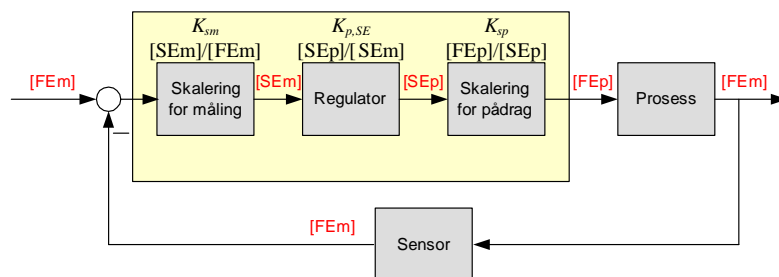 K_sm K_p,SE K_sp
[SEm]/[FEm] [SEp]/[SEm] [FEp]/[SEp]
[FEm] [SEm] [SEp] [FEp] [FEm]
Skalering
for måling
Regulator
Skalering
for pådrag
Prosess
[FEm]
Sensor